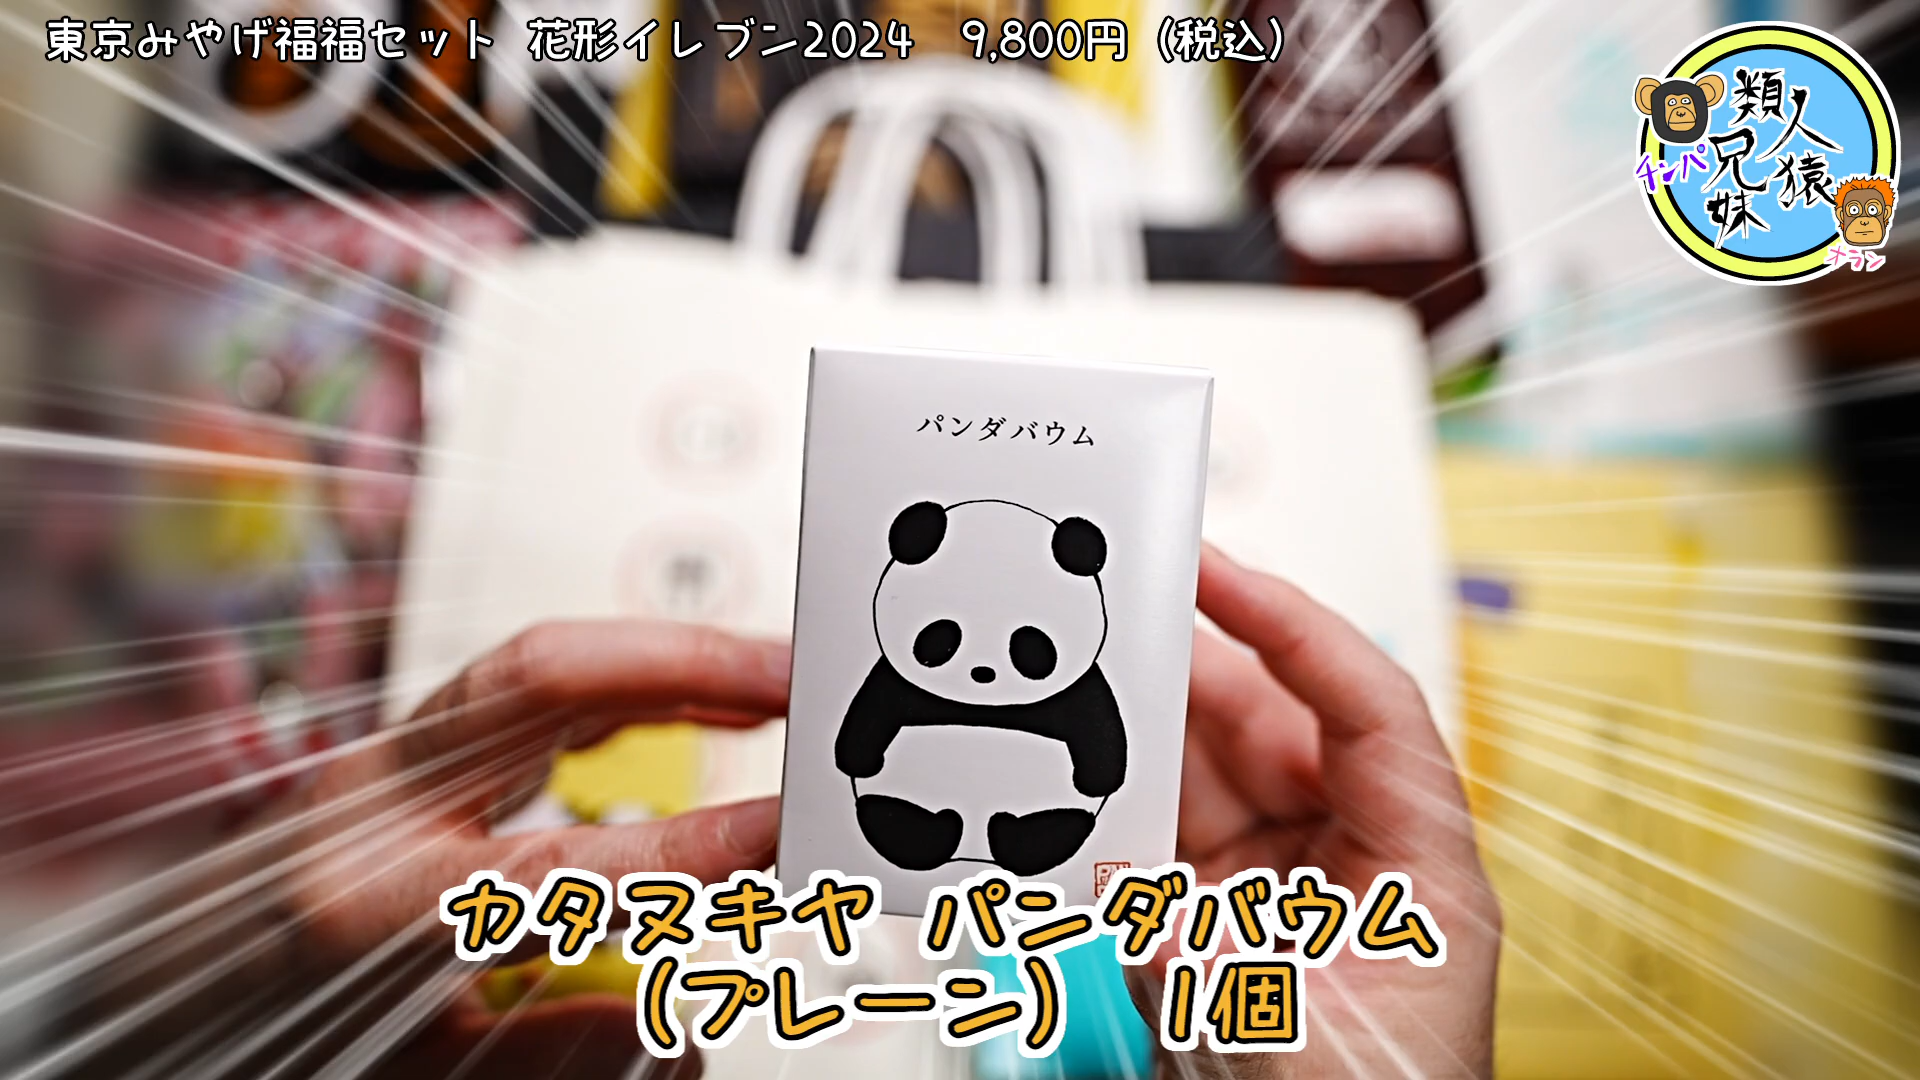 東京みやげ福福セット 花形イレブン2024 9,800円（税込）
類人猿
兄妹
チンパ
オラン
パンダバウム
カタヌキヤ パンダバウム
（プレーン） 1個